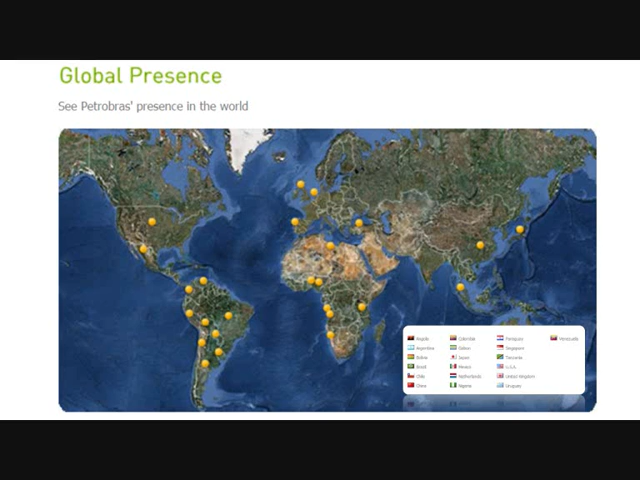 Global Presence
See Petrobras' presence in the world
Angola
Colombia
Paraguay
Venezuela
Argentina
Gabon
Singapore
Bolivia
Japan
Tanzania
Brazil
Mexico
U.S.A.
Chile
Netherlands
United Kingdom
China
Nigeria
Uruguay